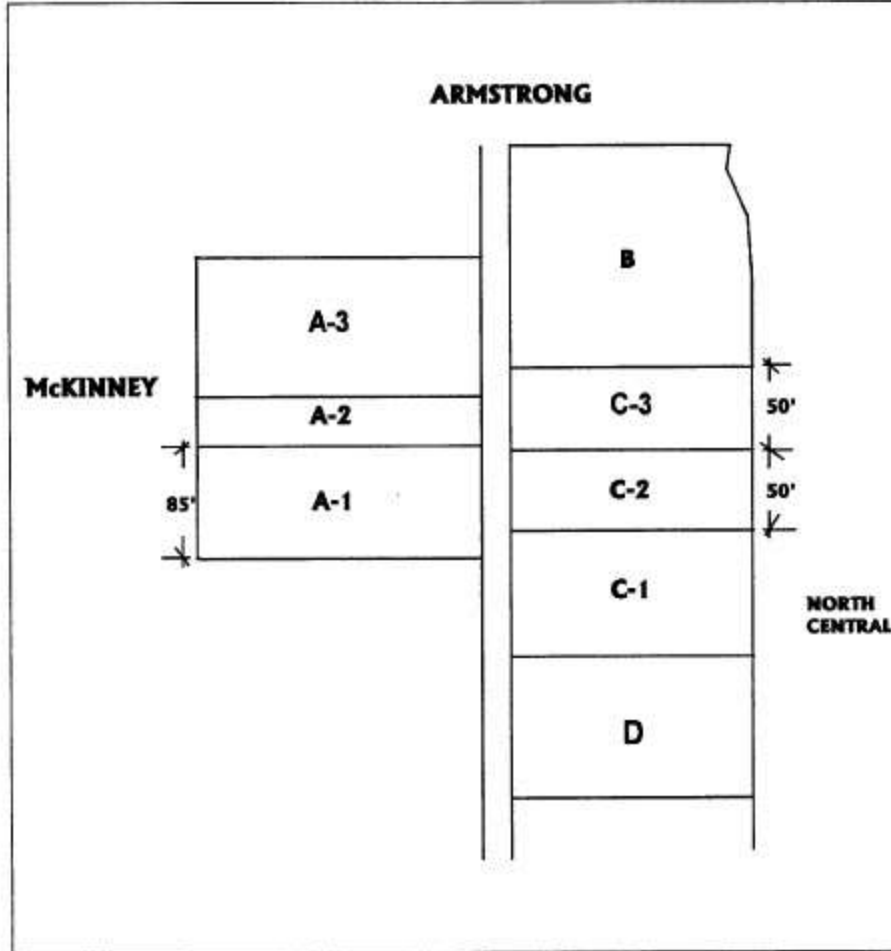 ARMSTRONG
B
A-3
McKINNEY
C-3
50'
A-2
85'
A-1
C-2
50'
C-1
NORTH
CENTRAL
D